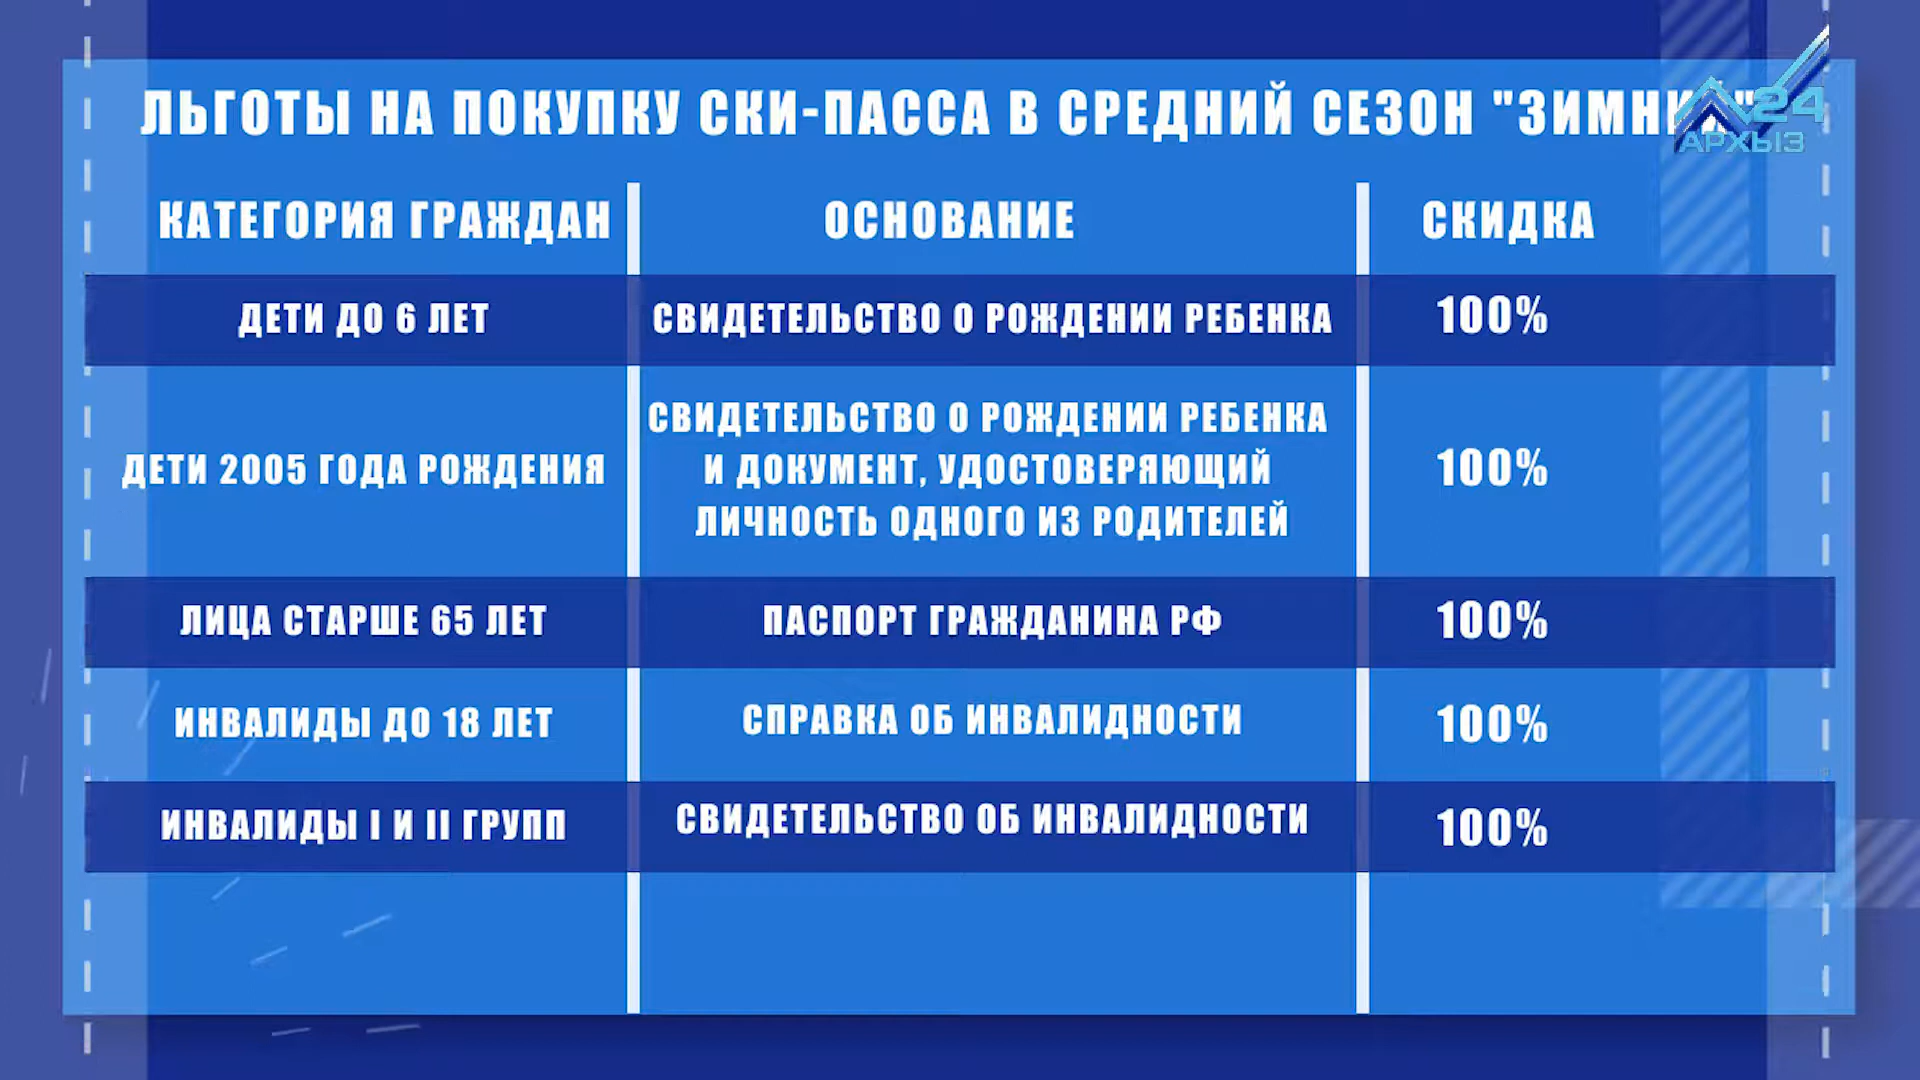 ЛЬГОТЫ НА ПОКУПКУ СКИ-ПАССА В СРЕДНИЙ СЕЗОН
24
АРХЫЗ
КАТЕГОРИЯ ГРАЖДАН ОСНОВАНИЕ СКИДКА
ДЕТИ ДО 6 ЛЕТ СВИДЕТЕЛЬСТВО О РОЖДЕНИИ РЕБЕНКА 100%
ДЕТИ 2005 ГОДА РОЖДЕНИЯ СВИДЕТЕЛЬСТВО О РОЖДЕНИИ РЕБЕНКА
И ДОКУМЕНТ, УДОСТОВЕРЯЮЩИЙ
ЛИЧНОСТЬ ОДНОГО ИЗ РОДИТЕЛЕЙ 100%
ЛИЦА СТАРШЕ 65 ЛЕТ ПАСПОРТ ГРАЖДАНИНА РФ 100%
ИНВАЛИДЫ ДО 18 ЛЕТ СПРАВКА ОБ ИНВАЛИДНОСТИ 100%
ИНВАЛИДЫ I И II ГРУПП СВИДЕТЕЛЬСТВО ОБ ИНВАЛИДНОСТИ 100%